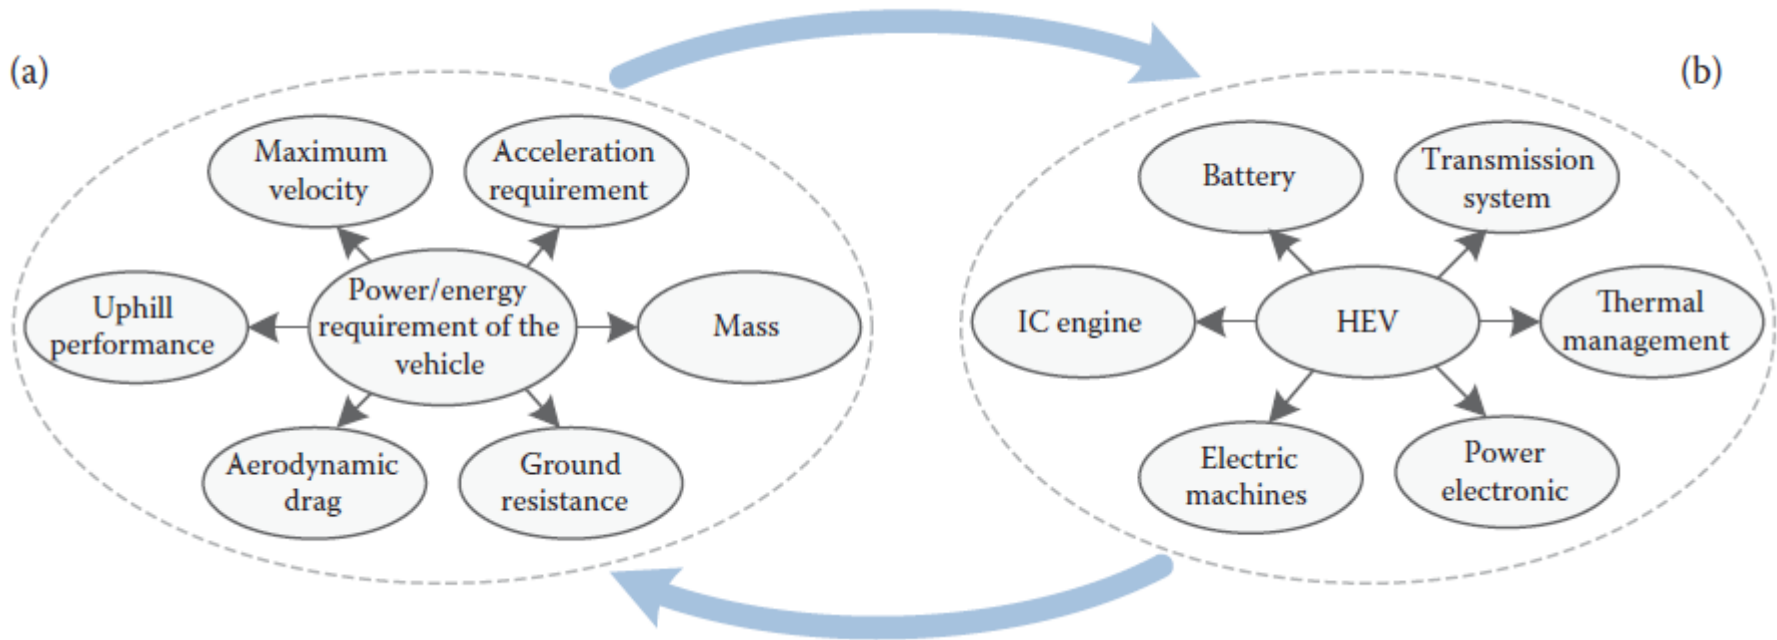 (a)
Maximum
velocity
Acceleration
requirement
Uphill
performance
Power/energy
requirement of the
vehicle
Mass
Aerodynamic
drag
Ground
resistance
(b)
Battery
Transmission
system
IC engine
HEV
Thermal
management
Electric
machines
Power
electronic